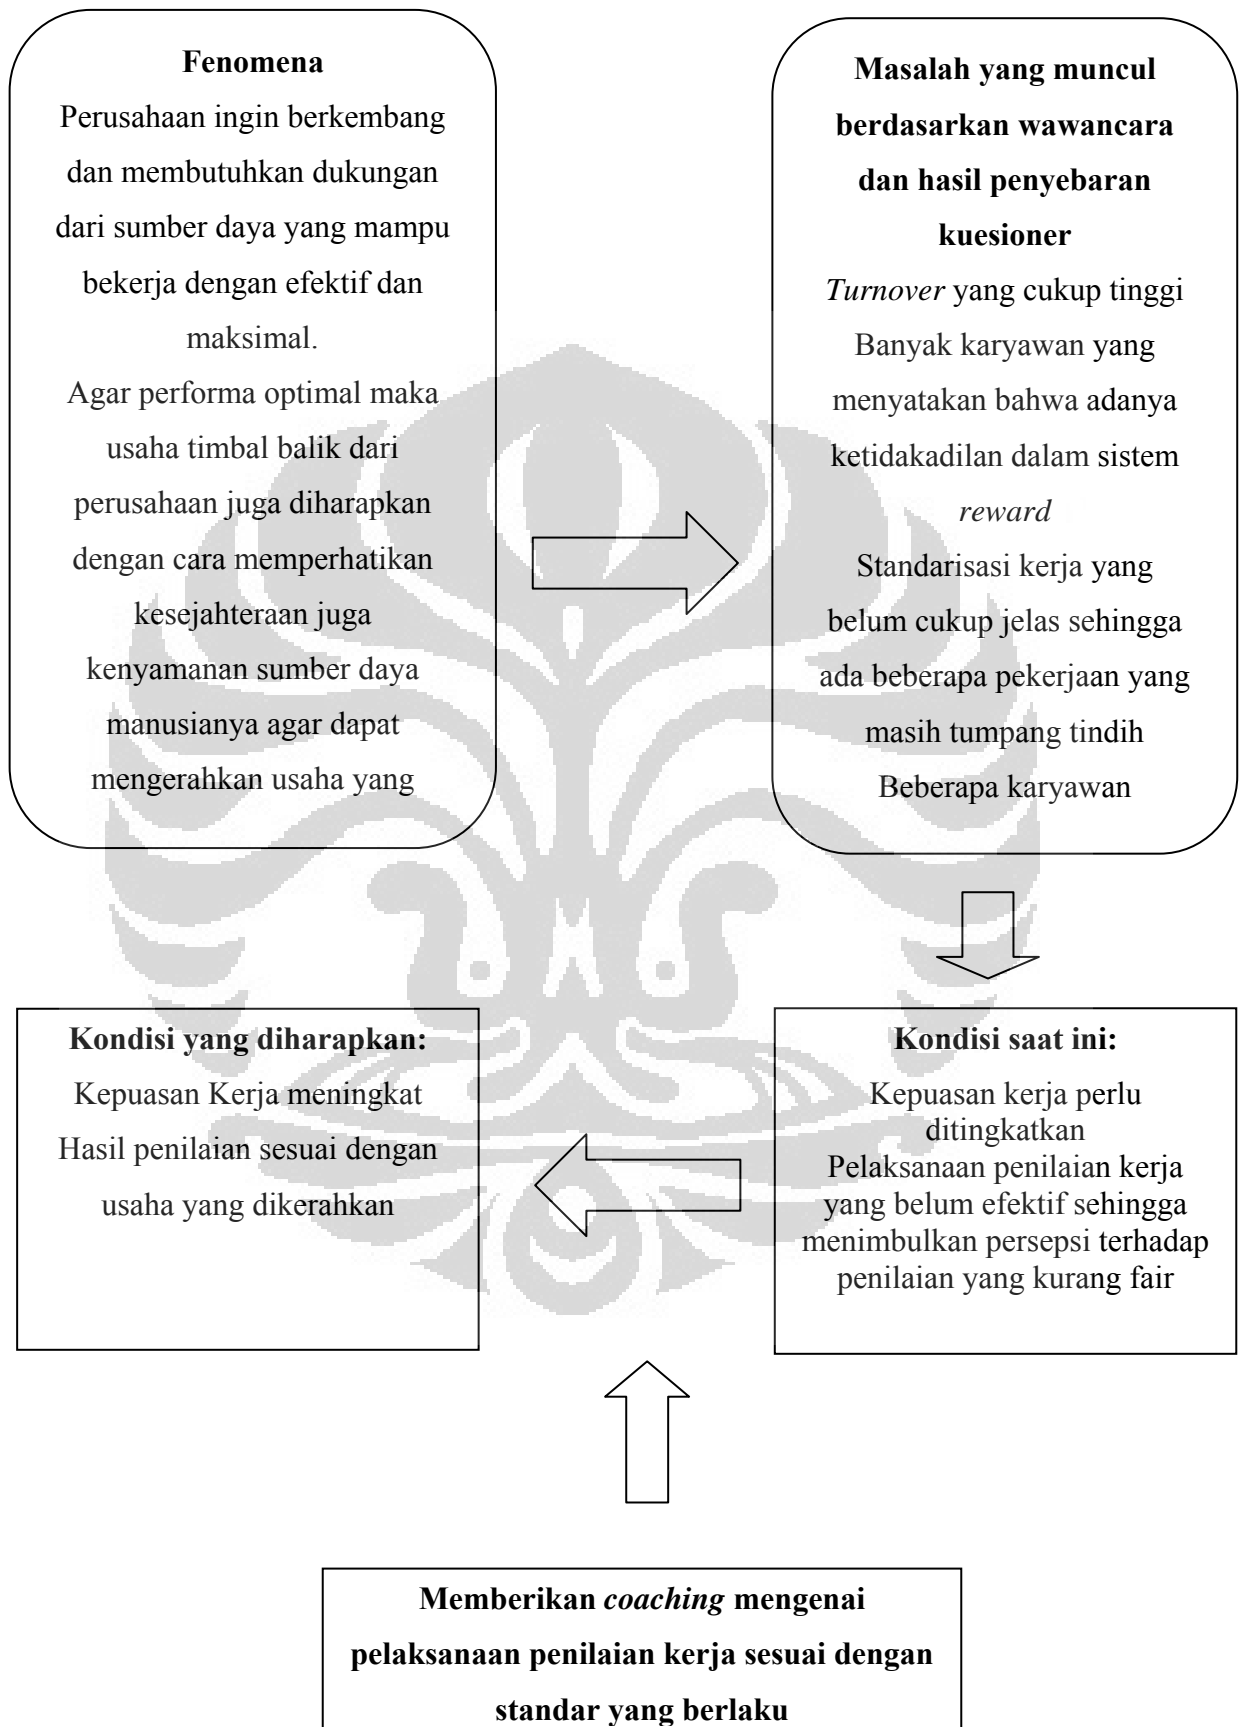 Fenomena
Perusahaan ingin berkembang
dan membutuhkan dukungan
dari sumber daya yang mampu
bekerja dengan efektif dan
maksimal.
Agar performa optimal maka
usaha timbal balik dari
perusahaan juga diharapkan
dengan cara memperhatikan
kesejahteraan juga
kenyamanan sumber daya
manusianya agar dapat
mengerahkan usaha yang
Masalah yang muncul
berdasarkan wawancara
dan hasil penyebaran
kuesioner
Turnover yang cukup tinggi
Banyak karyawan yang
menyatakan bahwa adanya
ketidakadilan dalam sistem
reward
Standarisasi kerja yang
belum cukup jelas sehingga
ada beberapa pekerjaan yang
masih tumpang tindih
Beberapa karyawan
Kondisi yang diharapkan:
Kepuasan Kerja meningkat
Hasil penilaian sesuai dengan
usaha yang dikerahkan
Kondisi saat ini:
Kepuasan kerja perlu
ditingkatkan
Pelaksanaan penilaian kerja
yang belum efektif sehingga
menimbulkan persepsi terhadap
penilaian yang kurang fair
Memberikan coaching mengenai
pelaksanaan penilaian kerja sesuai dengan
standar yang berlaku